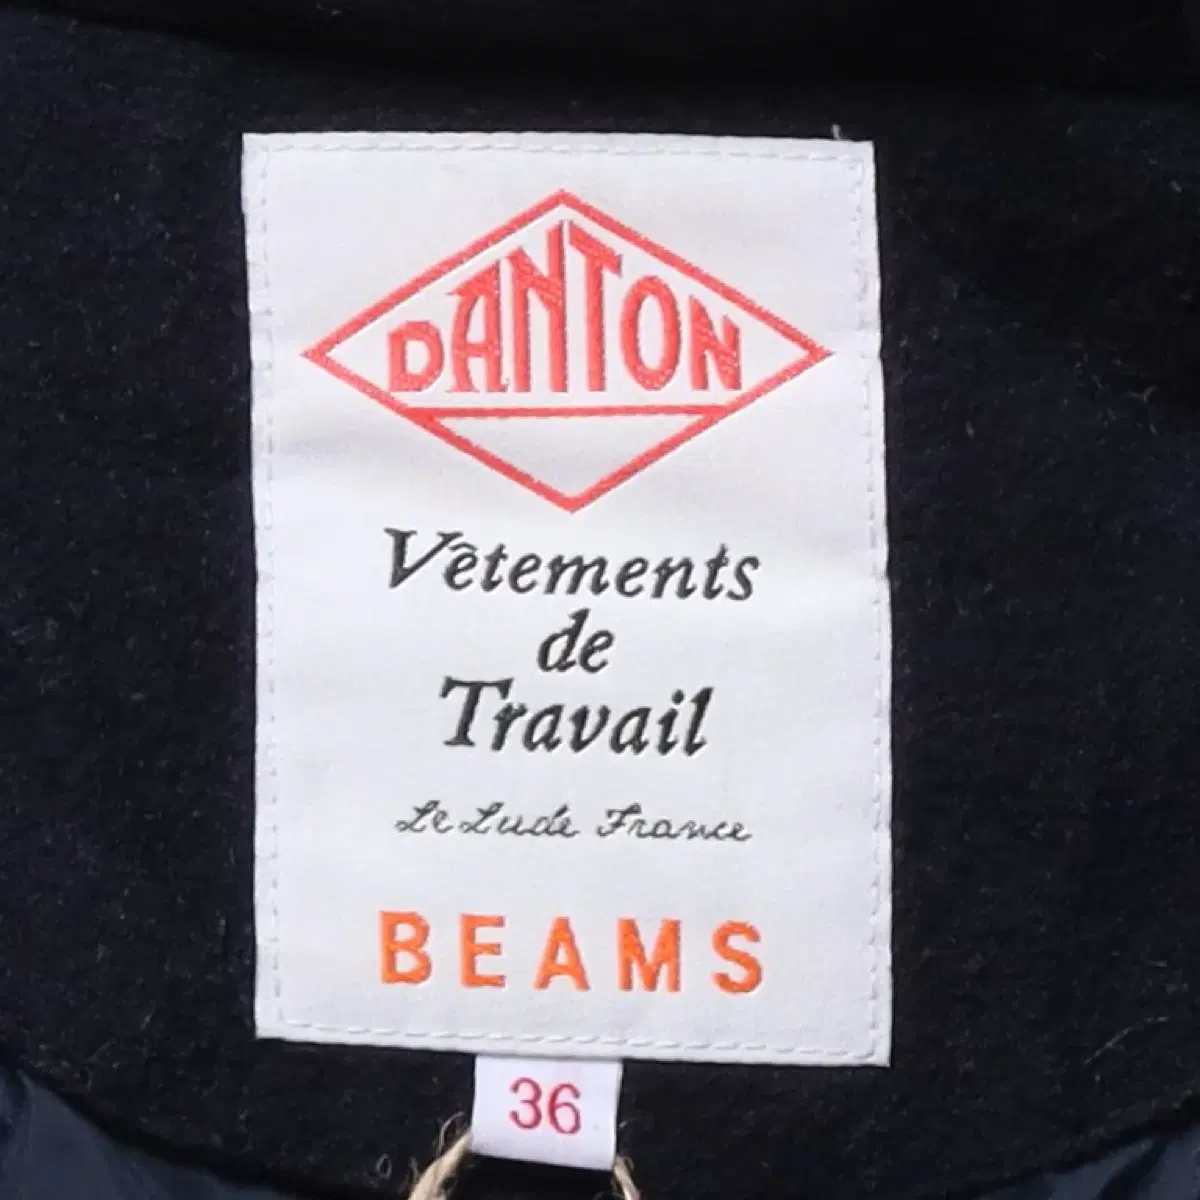 DANTON
Vêtements
de
Travail
Le Lude France
BEAMS
36